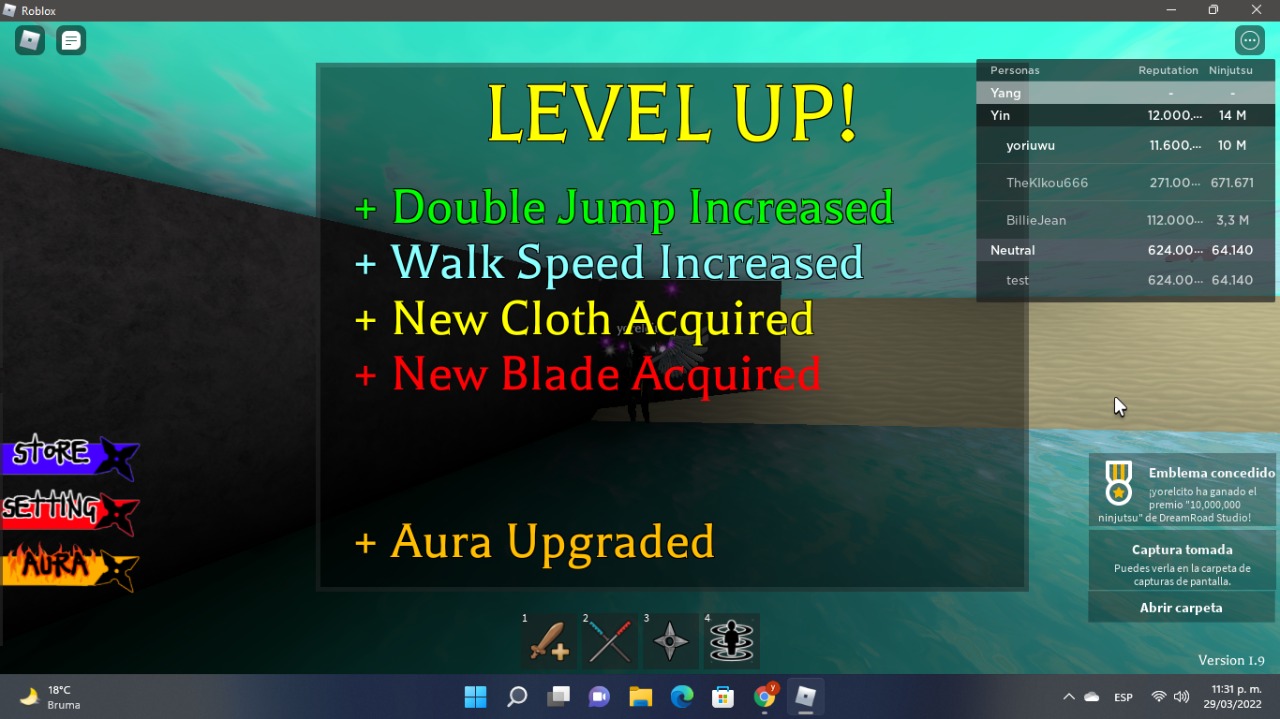 Roblox
LEVEL UP!
+ Double Jump Increased
+ Walk Speed Increased
+ New Cloth Acquired
+ New Blade Acquired
+ Aura Upgraded
Personas Reputation Ninjutsu
Yang - -
Yin 12.000.... 14 M
yoriuwu 11.600.... 10 M
TheKIkou666 271.00... 671.671
BillieJean 112.000... 3,3 M
Neutral 624.00... 64.140
test 624.00... 64.140
STORE
SETTING
AURA
Emblema concedido
¡yorelcito ha ganado el
premio "10,000,000
ninjutsu" de DreamRoad Studio!
Captura tomada
Puedes verla en la carpeta de
capturas de pantalla.
Abrir carpeta
1 2 3 4
Version 1.9
18°C
Bruma
ESP
11:31 p. m.
29/03/2022